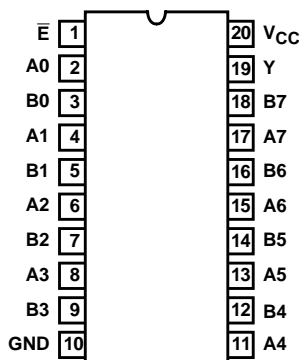 E̅ 1 20 VCC
A0 2 19 Y
B0 3 18 B7
A1 4 17 A7
B1 5 16 B6
A2 6 15 A6
B2 7 14 B5
A3 8 13 A5
B3 9 12 B4
GND 10 11 A4